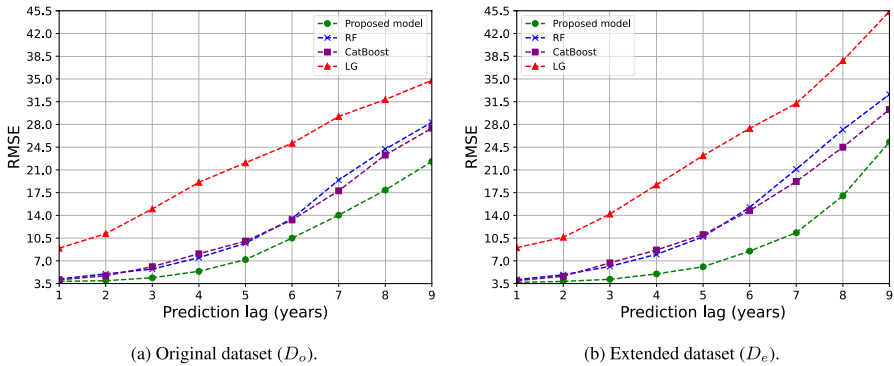 45.5
42.0
38.5
35.0
31.5
28.0
24.5
21.0
17.5
14.0
10.5
7.0
3.5
RMSE
Proposed model
RF
CatBoost
LG
1 2 3 4 5 6 7 8 9
Prediction lag (years)
(a) Original dataset (Dₒ).
45.5
42.0
38.5
35.0
31.5
28.0
24.5
21.0
17.5
14.0
10.5
7.0
3.5
RMSE
Proposed model
RF
CatBoost
LG
1 2 3 4 5 6 7 8 9
Prediction lag (years)
(b) Extended dataset (Dₑ).